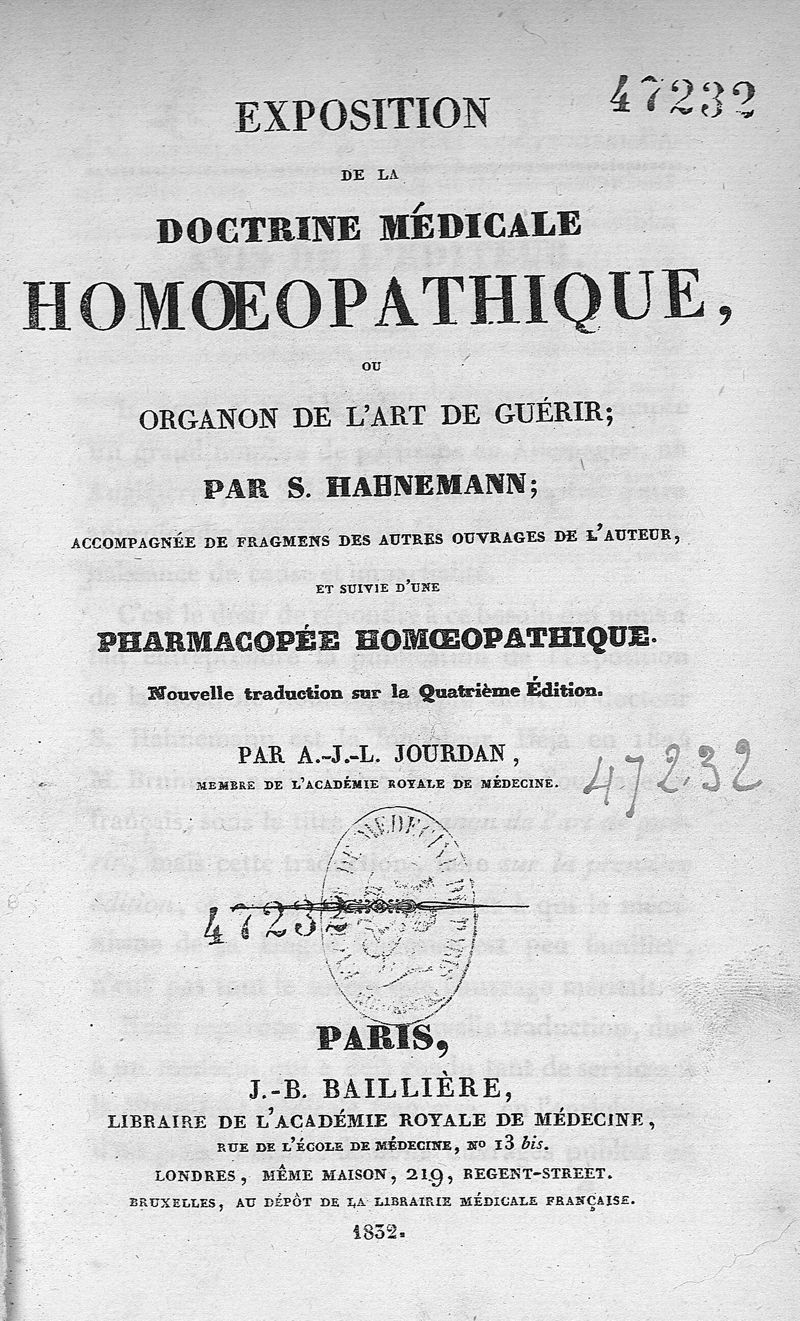 47232
EXPOSITION
DE LA
DOCTRINE MÉDICALE
HOMŒOPATHIQUE,
OU
ORGANON DE L'ART DE GUÉRIR;
PAR S. HAHNEMANN;
ACCOMPAGNÉE DE FRAGMENS DES AUTRES OUVRAGES DE L'AUTEUR,
ET SUIVIE D'UNE
PHARMACOPÉE HOMŒOPATHIQUE.
Nouvelle traduction sur la Quatrième Édition.
PAR A.-J.-L. JOURDAN,
MEMBRE DE L'ACADÉMIE ROYALE DE MÉDECINE.
47232
47232
PARIS,
J.-B. BAILLIÈRE,
LIBRAIRE DE L'ACADÉMIE ROYALE DE MÉDECINE,
RUE DE L'ÉCOLE DE MÉDECINE, Nº 13 bis.
LONDRES, MÊME MAISON, 219, REGENT-STREET.
BRUXELLES, AU DÉPÔT DE LA LIBRAIRIE MÉDICALE FRANÇAISE.
1832.